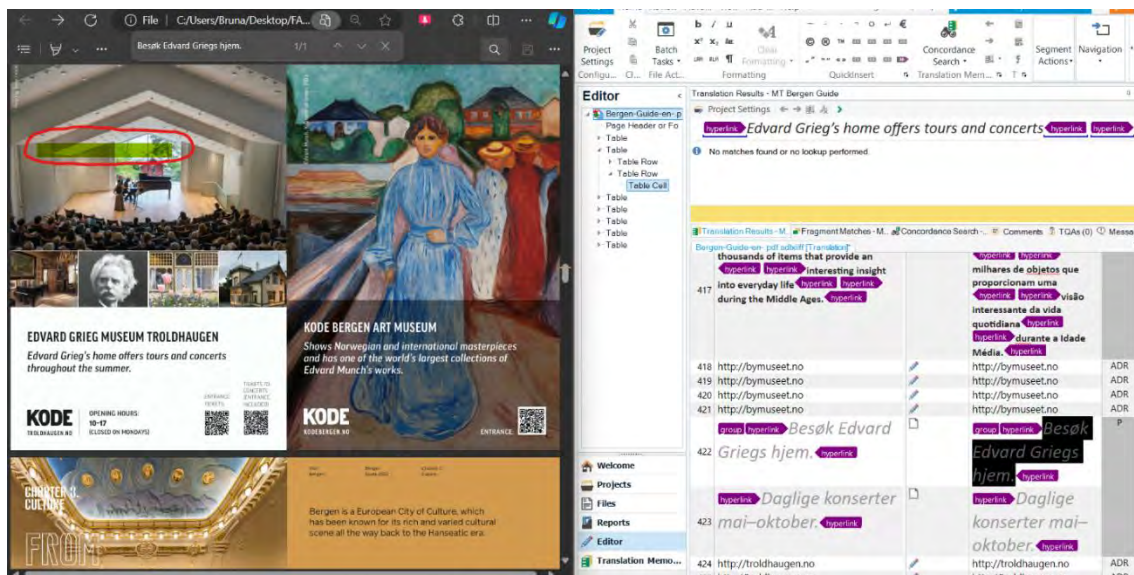 File
C:/Users/Bruna/Desktop/FA...
Besøk Edvard Griegs hjem.
1/1
EDVARD GRIEG MUSEUM TROLDHAUGEN
Edvard Grieg's home offers tours and concerts
throughout the summer.
KODE
TROLDHAUGEN.NO
OPENING HOURS:
10-17
(CLOSED ON MONDAYS)
ENTRANCE
TICKETS
TICKETS TO
CONCERTS
(ENTRANCE
INCLUDED)
KODE BERGEN ART MUSEUM
Shows Norwegian and international masterpieces
and has one of the world's largest collections of
Edvard Munch's works.
KODE
KODEBERGEN.NO
ENTRANCE:
CHAPTER 3.
CULTURE
FROM
Bergen is a European City of Culture, which
has been known for its rich and varied cultural
scene all the way back to the Hanseatic era.
Project
Settings
Batch
Tasks
Clear
Formatting
Concordance
Search
Segment
Actions
Navigation
Configu...
Cl...
File Act...
Formatting
QuickInsert
Translation Mem...
Editor
Bergen-Guide-en-.p
Page Header or Fo
Table
Table
Table Row
Table Row
Table Cell
Table
Table
Table
Table
Table
Welcome
Projects
Files
Reports
Editor
Translation Memo...
Translation Results - MT Bergen Guide
Project Settings
hyperlink Edvard Grieg's home offers tours and concerts hyperlink hyperlink
No matches found or no lookup performed.
Translation Results - M...
Fragment Matches - M...
Concordance Search -...
Comments
TQAs (0)
Messa
Bergen-Guide-en-.pdf.sdlxliff [Translation]*
417
thousands of items that provide an
hyperlink hyperlink interesting insight
into everyday life hyperlink hyperlink
during the Middle Ages. hyperlink
hyperlink hyperlink
milhares de objetos que
proporcionam uma
hyperlink hyperlink visão
interessante da vida
quotidiana hyperlink
hyperlink durante a Idade
Média. hyperlink
418 http://bymuseet.no http://bymuseet.no ADR
419 http://bymuseet.no http://bymuseet.no ADR
420 http://bymuseet.no http://bymuseet.no ADR
421 http://bymuseet.no http://bymuseet.no ADR
422
group hyperlink Besøk Edvard
Griegs hjem. hyperlink
group hyperlink Besøk
Edvard Griegs
hjem. hyperlink
P
423
hyperlink Daglige konserter
mai–oktober. hyperlink
hyperlink Daglige
konserter mai–
oktober. hyperlink
424 http://troldhaugen.no http://troldhaugen.no ADR